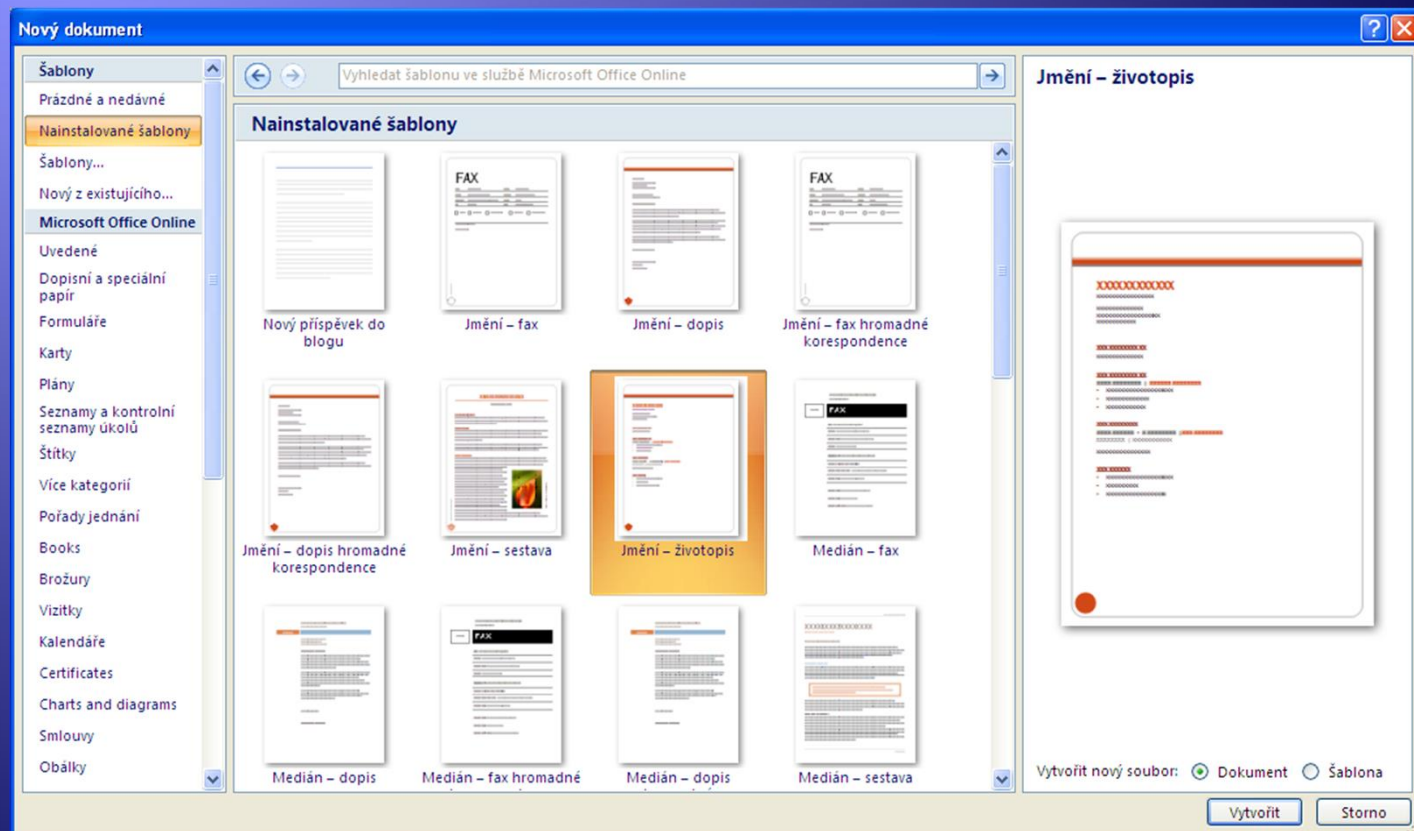 Nový dokument
Šablony
Prázdné a nedávné
Nainstalované šablony
Šablony...
Nový z existujícího...
Microsoft Office Online
Uvedené
Dopisní a speciální
papír
Formuláře
Karty
Plány
Seznamy a kontrolní
seznamy úkolů
Štítky
Více kategorií
Pořady jednání
Books
Brožury
Vizitky
Kalendáře
Certificates
Charts and diagrams
Smlouvy
Obálky
Vyhledat šablonu ve službě Microsoft Office Online
Nainstalované šablony
FAX
FAX
Nový příspěvek do
blogu
Jmění – fax
Jmění – dopis
Jmění – fax hromadné
korespondence
FAX
Jmění – dopis hromadné
korespondence
Jmění – sestava
Jmění – životopis
Medián – fax
FAX
Medián – dopis
Medián – fax hromadné
Medián – dopis
Medián – sestava
Jmění – životopis
Vytvořit nový soubor:
Dokument
Šablona
Vytvořit
Storno